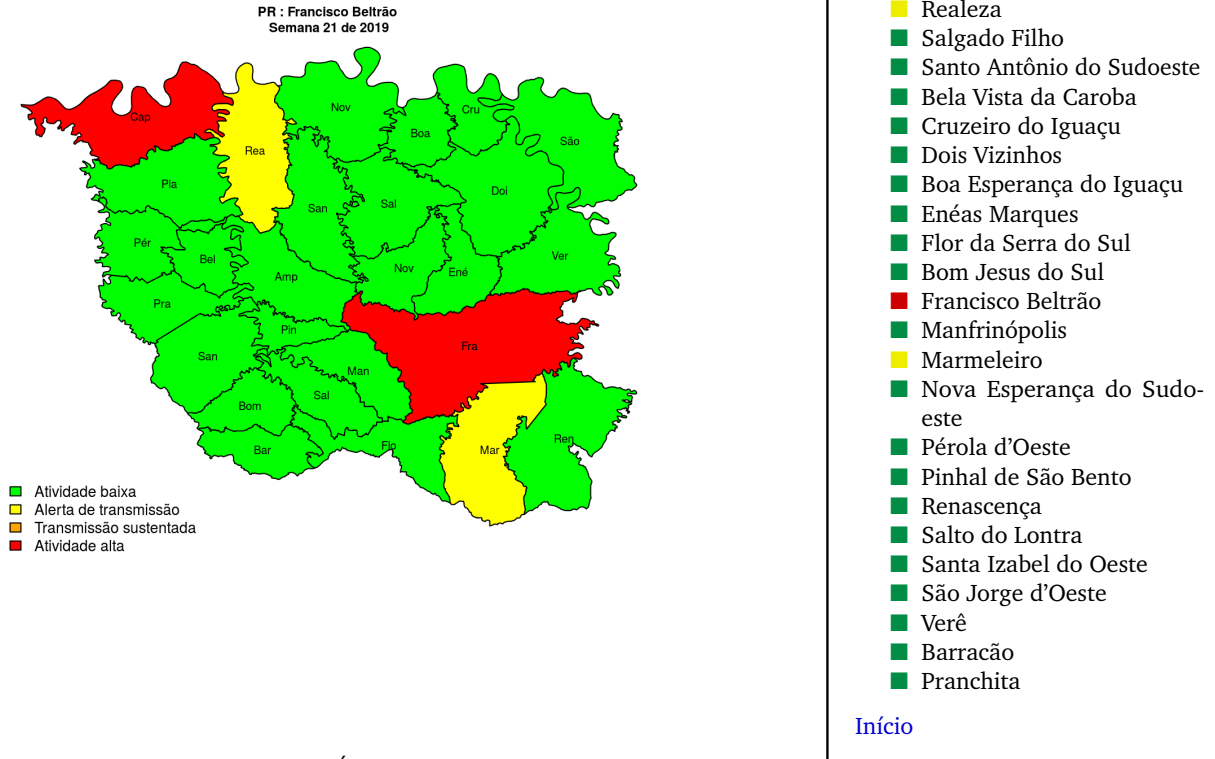 PR : Francisco Beltrão
Semana 21 de 2019
Cap
Rea
Nov
Boa
Cru
São
Pla
San
Sal
Doi
Pér
Bel
Amp
Nov
Ené
Ver
Pra
Pin
Fra
San
Man
Sal
Bom
Bar
Flo
Mar
Ren
Atividade baixa
Alerta de transmissão
Transmissão sustentada
Atividade alta
Realeza
Salgado Filho
Santo Antônio do Sudoeste
Bela Vista da Caroba
Cruzeiro do Iguaçu
Dois Vizinhos
Boa Esperança do Iguaçu
Enéas Marques
Flor da Serra do Sul
Bom Jesus do Sul
Francisco Beltrão
Manfrinópolis
Marmeleiro
Nova Esperança do Sudo-
este
Pérola d'Oeste
Pinhal de São Bento
Renascença
Salto do Lontra
Santa Izabel do Oeste
São Jorge d'Oeste
Verê
Barracão
Pranchita
Início